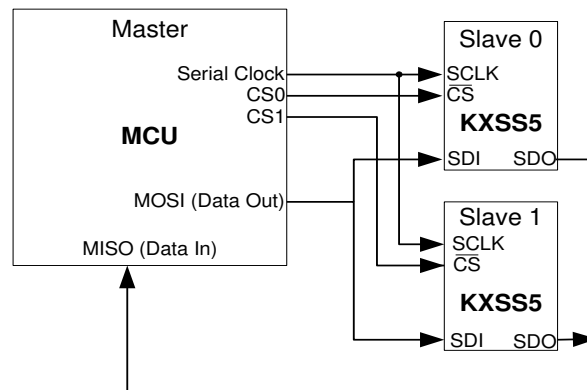 Master
Serial Clock
CS0
CS1
MCU
MOSI (Data Out)
MISO (Data In)
Slave 0
SCLK
CS
KXSS5
SDI SDO
Slave 1
SCLK
CS
KXSS5
SDI SDO